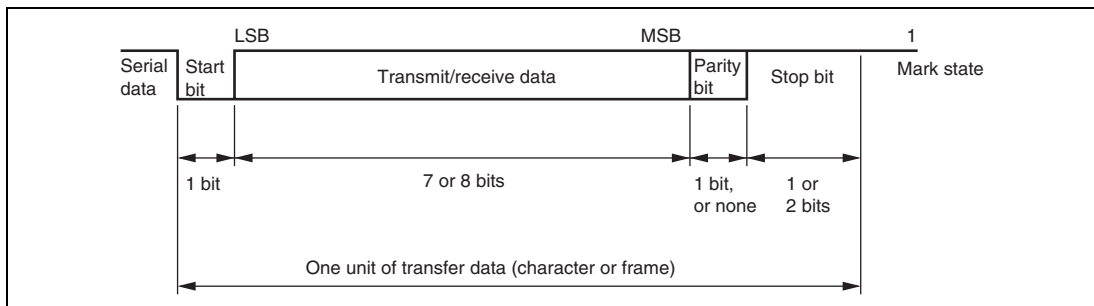 LSB MSB 1
Serial data
Start bit
Transmit/receive data
Parity bit
Stop bit
Mark state
1 bit
7 or 8 bits
1 bit, or none
1 or 2 bits
One unit of transfer data (character or frame)